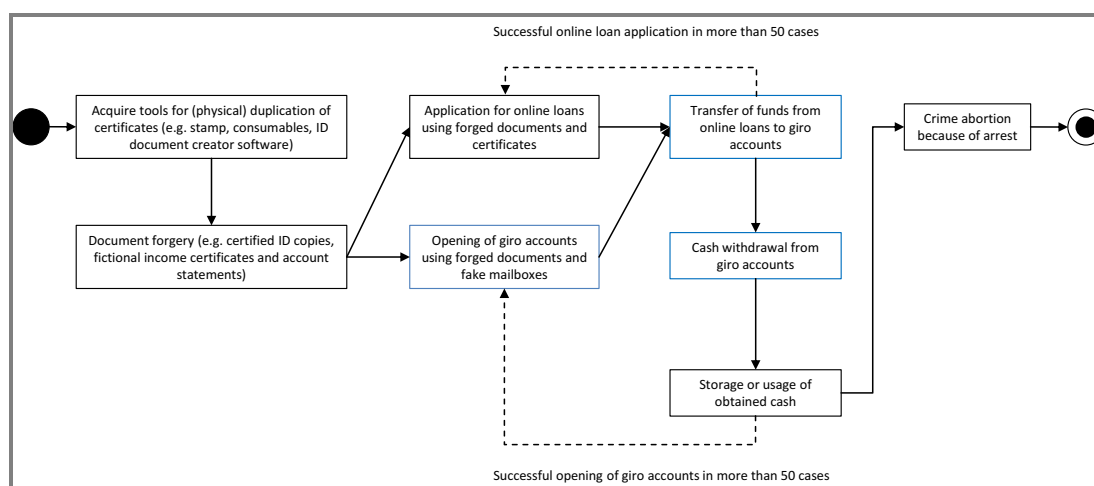 Successful online loan application in more than 50 cases
Acquire tools for (physical) duplication of
certificates (e.g. stamp, consumables, ID
document creator software)
Application for online loans
using forged documents and
certificates
Transfer of funds from
online loans to giro
accounts
Crime abortion
because of arrest
Document forgery (e.g. certified ID copies,
fictional income certificates and account
statements)
Opening of giro accounts
using forged documents and
fake mailboxes
Cash withdrawal from
giro accounts
Storage or usage of
obtained cash
Successful opening of giro accounts in more than 50 cases